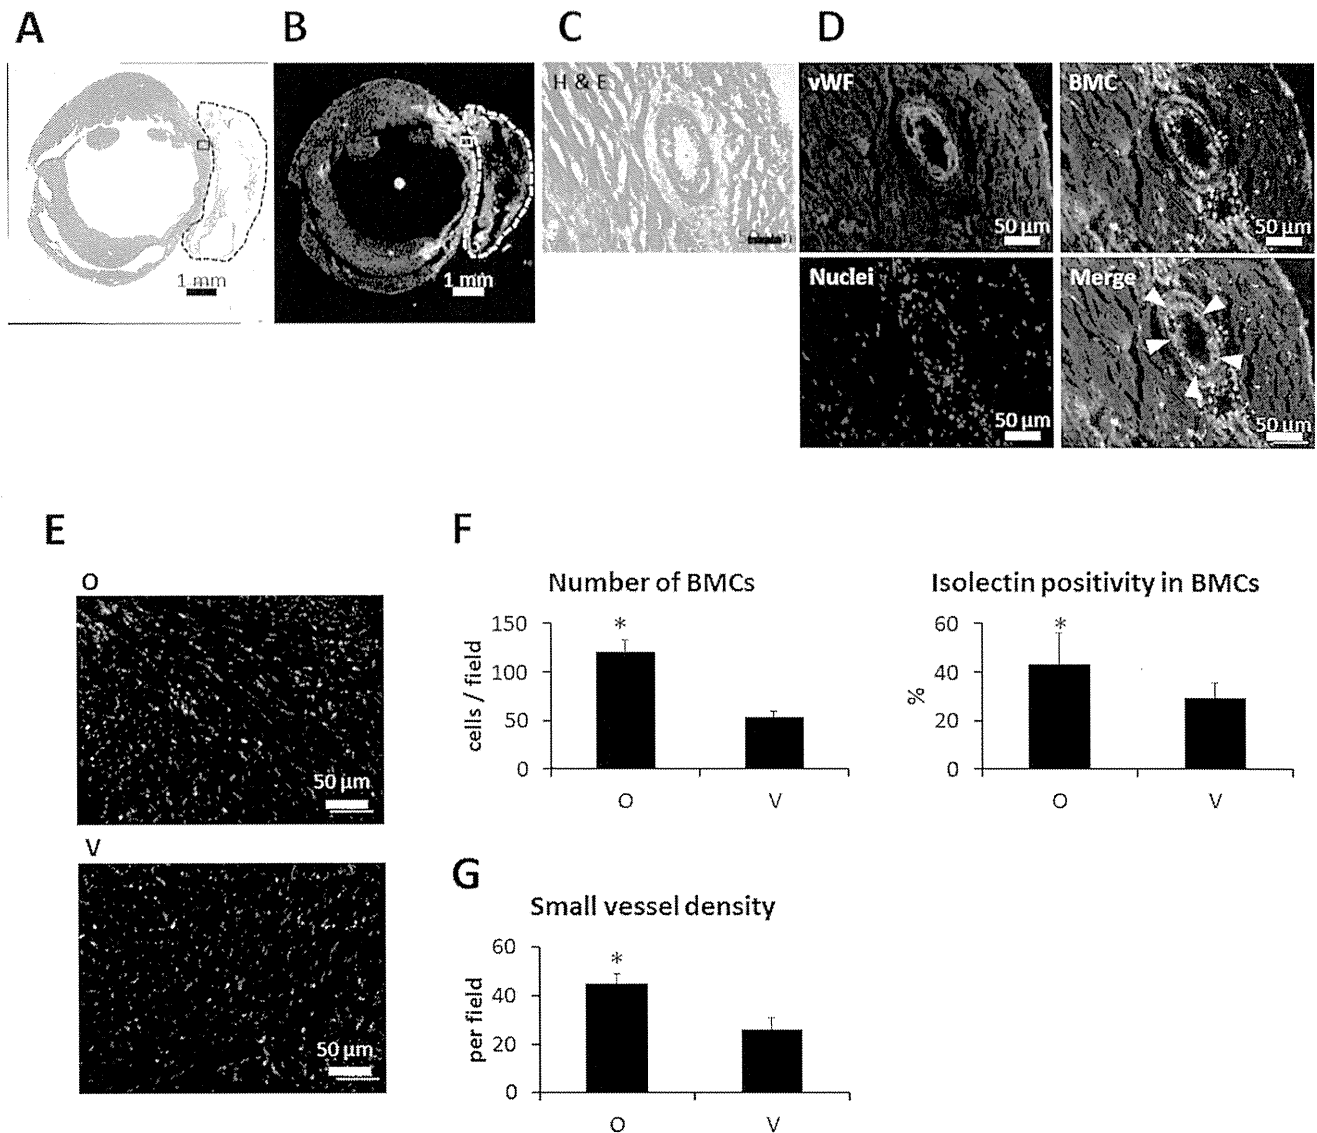 A
B
C
D
1 mm
1 mm
H & E
vWF
50 µm
BMC
50 µm
Nuclei
50 µm
Merge
50 µm
E
O
50 µm
V
50 µm
F
Number of BMCs
cells / field
150
100
50
0
*
O
V
Isolectin positivity in BMCs
%
60
40
20
0
*
O
V
G
Small vessel density
per field
60
40
20
0
*
O
V